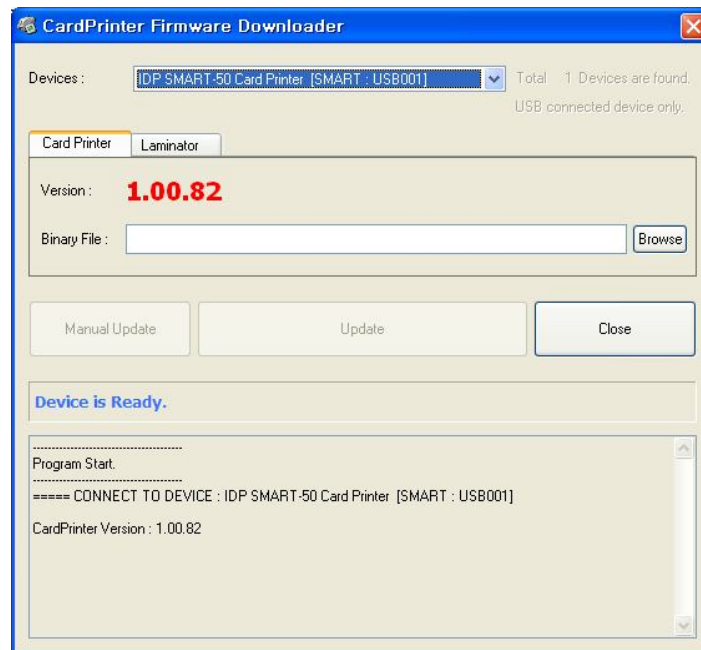 CardPrinter Firmware Downloader
Devices : IDP SMART-50 Card Printer [SMART : USB001] Total 1 Devices are found.
USB connected device only.
Card Printer Laminator
Version : 1.00.82
Binary File : Browse
Manual Update Update Close
Device is Ready.
----------------------------------------
Program Start.
----------------------------------------
===== CONNECT TO DEVICE : IDP SMART-50 Card Printer [SMART : USB001]
CardPrinter Version : 1.00.82